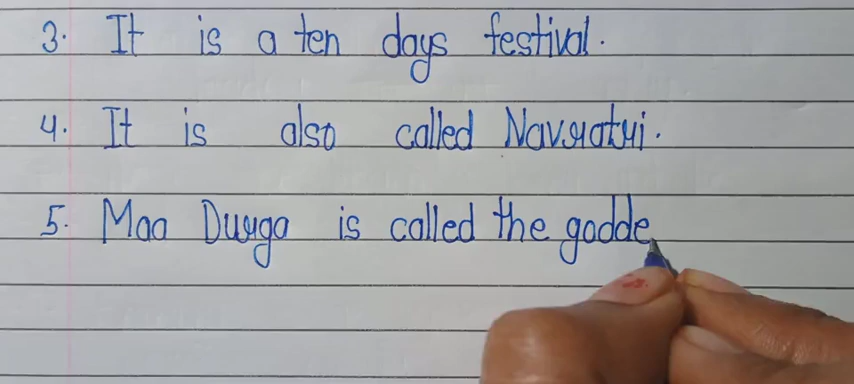 3. It is a ten days festival.
4. It is also called Navratri.
5. Maa Durga is called the godde